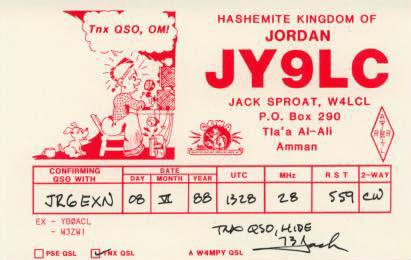 Tnx QSO, OM!
HASHEMITE KINGDOM OF
JORDAN
JY9LC
JACK SPROAT, W4LCL
P.O. Box 290
Tla'a Al-Ali
Amman
CONFIRMING QSO WITH DATE DAY MONTH YEAR UTC MHz RST 2-WAY
JR6EXN 08 VI 88 1328 28 559 CW
EX - YBØACL
- W3ZWI
TNX QSO, HIDE
73 Jack
PSE QSL TNX QSL A W4MPY QSL